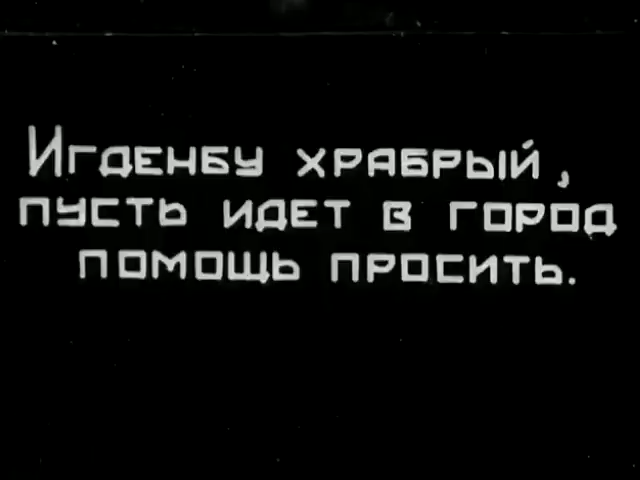 Игденбу храбрый,
пусть идет в город
помощь просить.